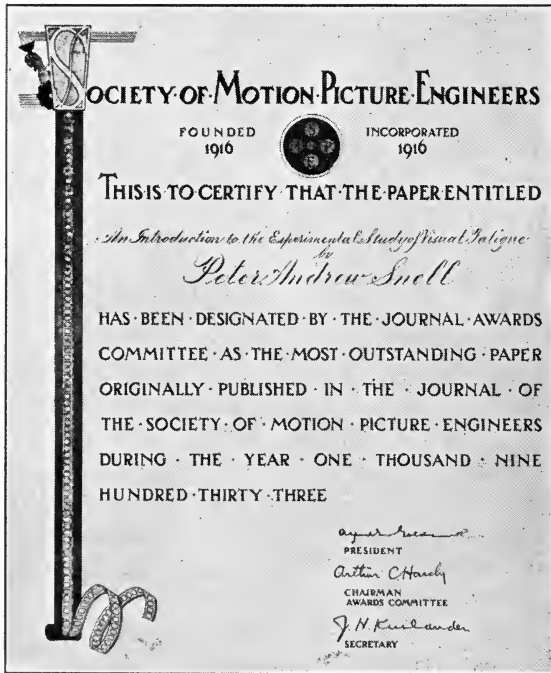 SOCIETY·OF·MOTION·PICTURE·ENGINEERS
FOUNDED
1916
INCORPORATED
1916
THIS·IS·TO·CERTIFY·THAT·THE·PAPER·ENTITLED
An Introduction to the Experimental Study of Visual Fatigue
by
Peter Andrew Snell
HAS·BEEN·DESIGNATED·BY·THE·JOURNAL·AWARDS
COMMITTEE·AS·THE·MOST·OUTSTANDING·PAPER
ORIGINALLY·PUBLISHED·IN·THE·JOURNAL·OF
THE·SOCIETY·OF·MOTION·PICTURE·ENGINEERS
DURING·THE·YEAR·ONE·THOUSAND·NINE
HUNDRED·THIRTY·THREE
PRESIDENT
Arthur C Hardy
CHAIRMAN
AWARDS COMMITTEE
J. H. Kurlander
SECRETARY